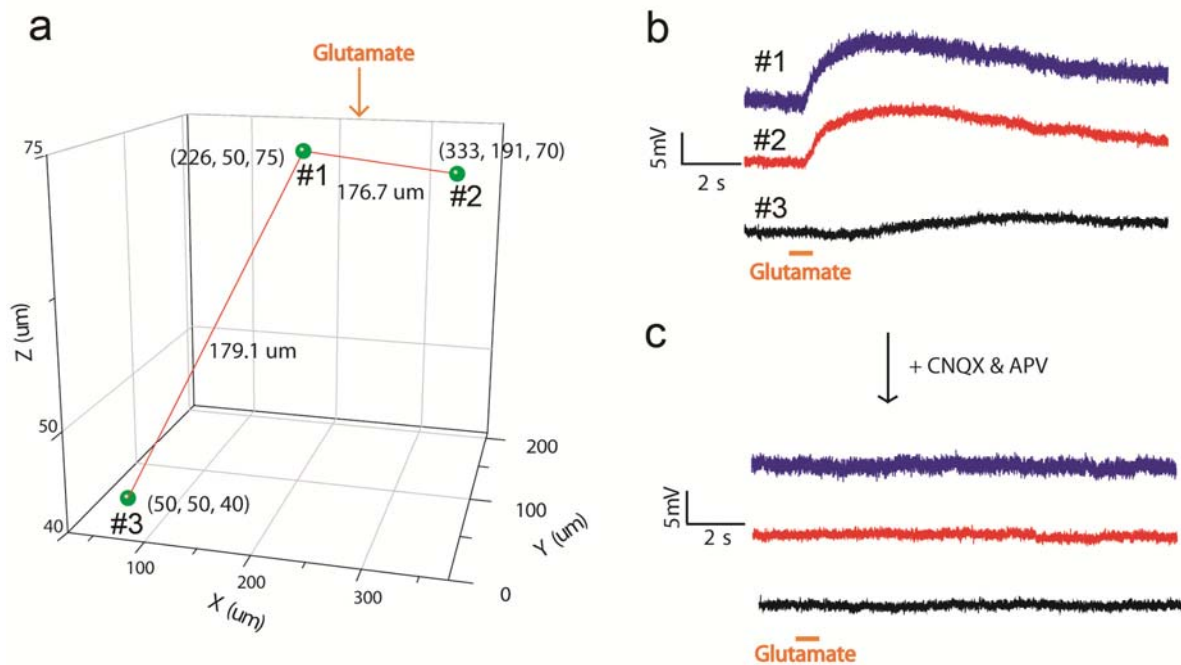 a
Glutamate
75
(226, 50, 75)
#1
(333, 191, 70)
#2
176.7 um
Z (um)
179.1 um
50
200
(50, 50, 40)
#3
40
100
Y (um)
100
200
X (um)
300
0
b
#1
#2
5mV
2 s
#3
Glutamate
c
+ CNQX & APV
5mV
2 s
Glutamate